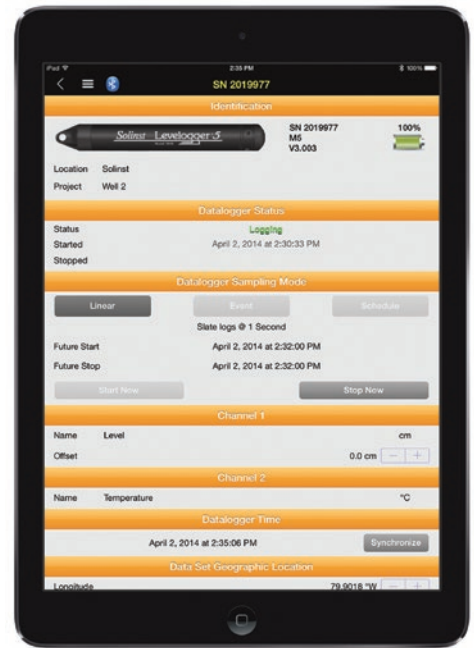 iPad 2:35 PM 100%
SN 2019977
Identification
Solinst Levelogger 5
SN 2019977 100%
M5
V3.003
Location Solinst
Project Well 2
Datalogger Status
Status Logging
Started April 2, 2014 at 2:30:33 PM
Stopped
Datalogger Sampling Mode
Linear Event Schedule
Slate logs @ 1 Second
Future Start April 2, 2014 at 2:32:00 PM
Future Stop April 2, 2014 at 2:32:00 PM
Start Now Stop Now
Channel 1
Name Level cm
Offset 0.0 cm - +
Channel 2
Name Temperature °C
Datalogger Time
April 2, 2014 at 2:35:06 PM Synchronize
Data Set Geographic Location
Longitude 79.9018 °W - +